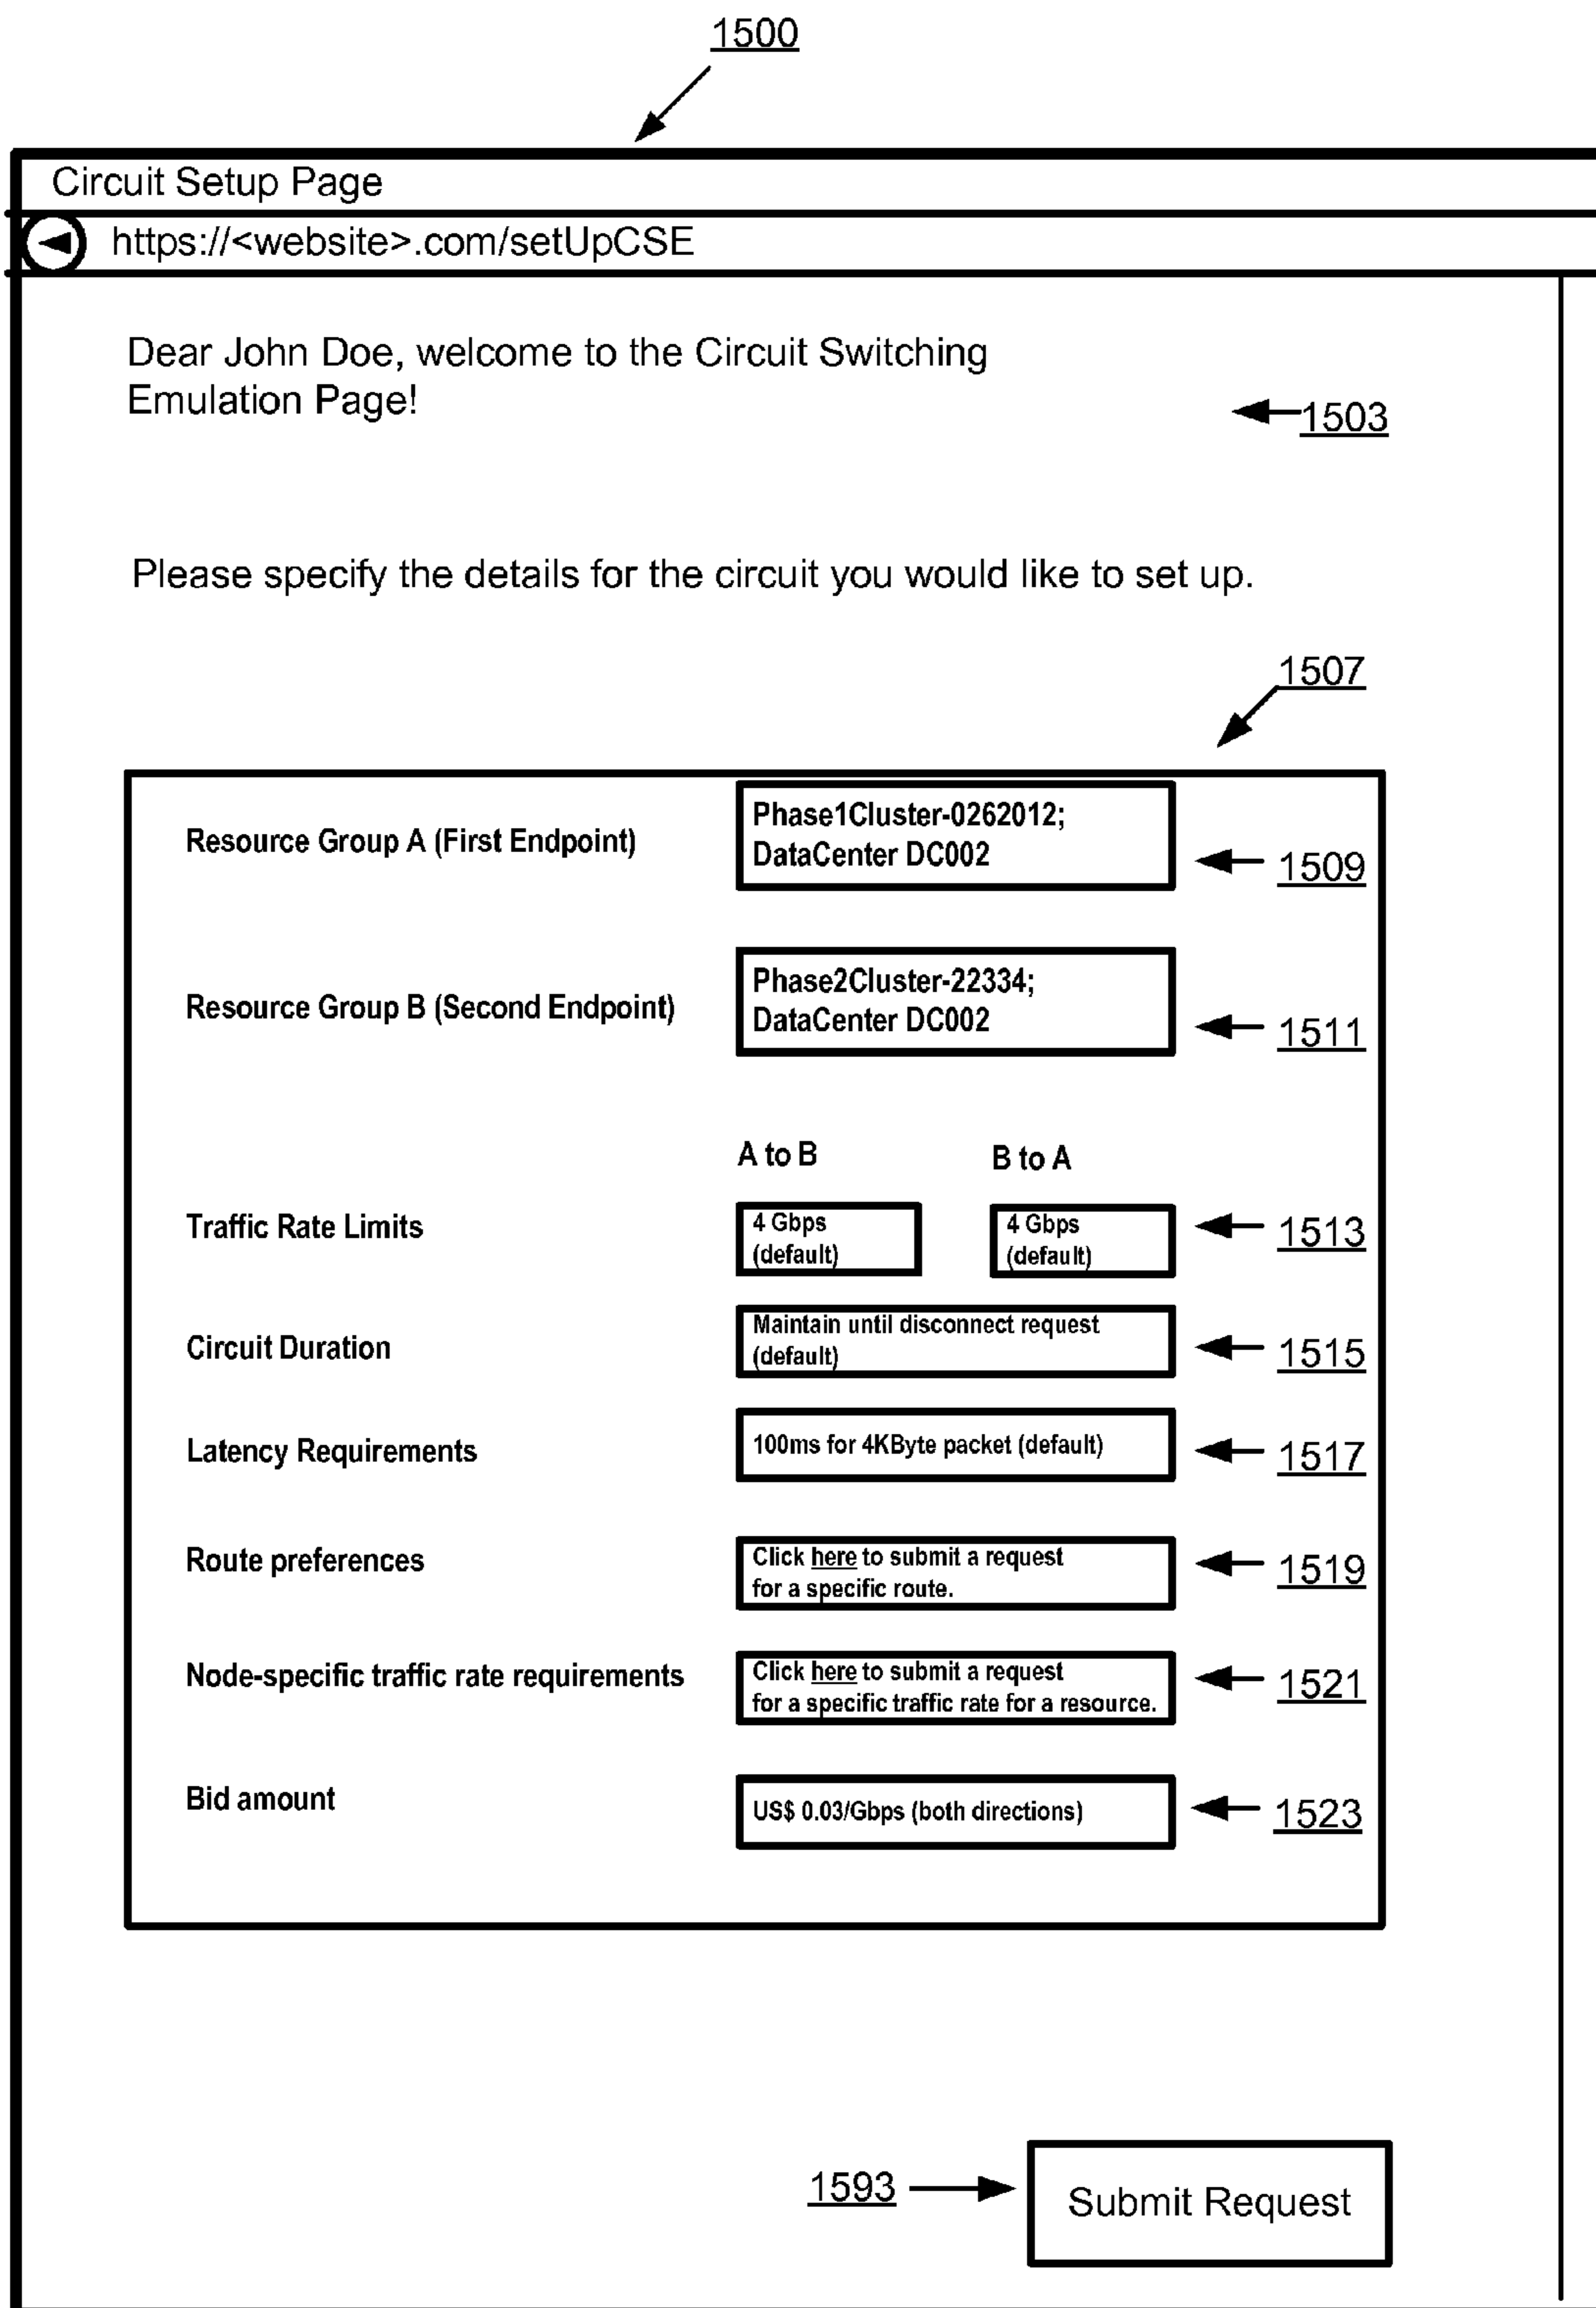 1500
Circuit Setup Page
https://<website>.com/setUpCSE
Dear John Doe, welcome to the Circuit Switching
Emulation Page!
1503
Please specify the details for the circuit you would like to set up.
1507
Resource Group A (First Endpoint)
Phase1Cluster-0262012;
DataCenter DC002
1509
Resource Group B (Second Endpoint)
Phase2Cluster-22334;
DataCenter DC002
1511
A to B
B to A
Traffic Rate Limits
4 Gbps
(default)
4 Gbps
(default)
1513
Circuit Duration
Maintain until disconnect request
(default)
1515
Latency Requirements
100ms for 4KByte packet (default)
1517
Route preferences
Click here to submit a request
for a specific route.
1519
Node-specific traffic rate requirements
Click here to submit a request
for a specific traffic rate for a resource.
1521
Bid amount
US$ 0.03/Gbps (both directions)
1523
1593
Submit Request